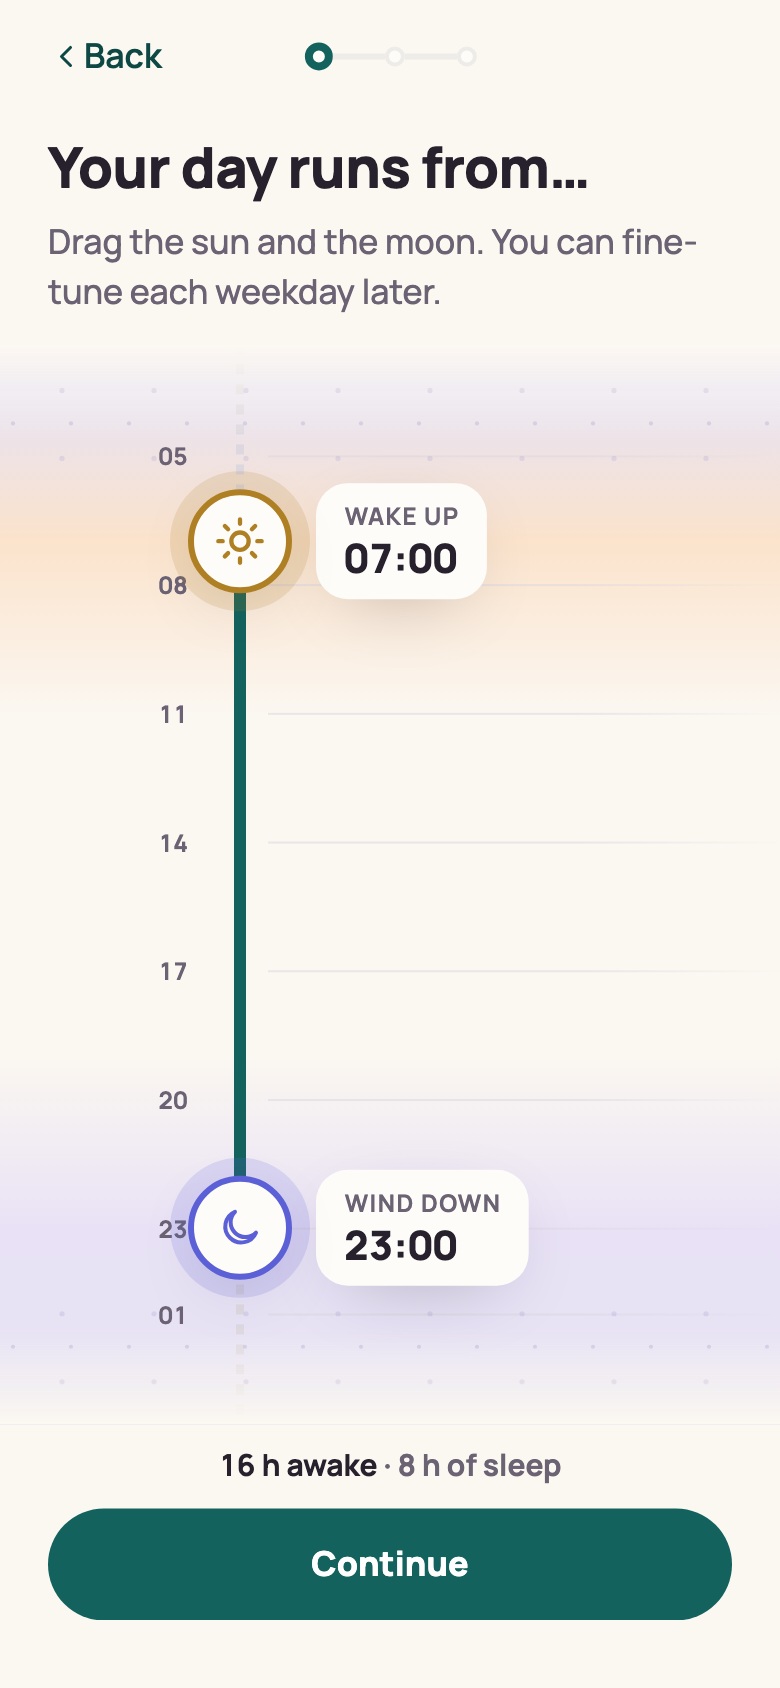 Back
Your day runs from…
Drag the sun and the moon. You can fine-
tune each weekday later.
05
WAKE UP
07:00
08
11
14
17
20
WIND DOWN
23
23:00
01
16 h awake · 8 h of sleep
Continue